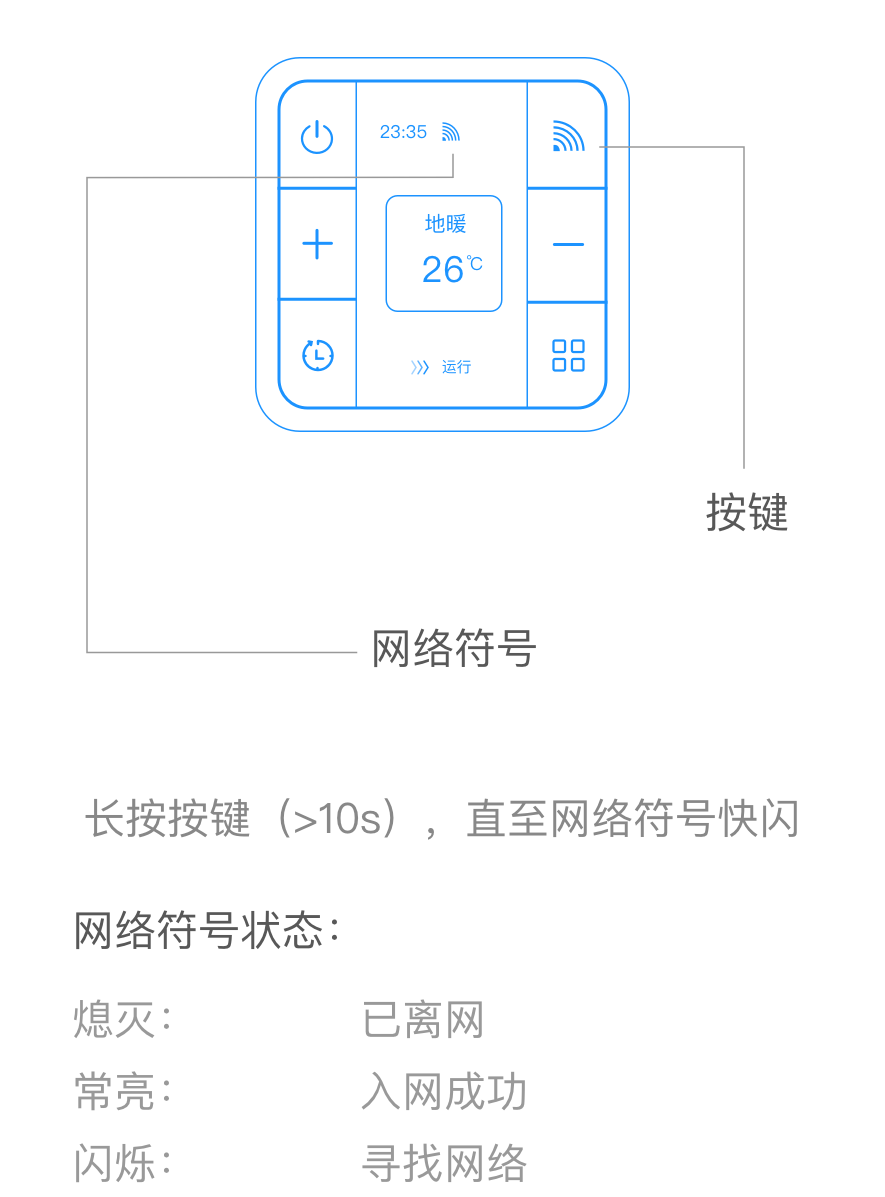 23:35
地暖
26℃
运行
按键
网络符号
长按按键（>10s），直至网络符号快闪
网络符号状态：
熄灭： 已离网
常亮： 入网成功
闪烁： 寻找网络